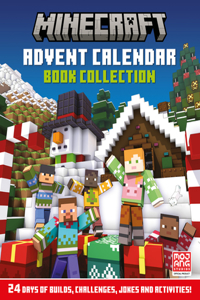 MINECRAFT
ADVENT CALENDAR
BOOK COLLECTION
MOJANG
STUDIOS
24 DAYS OF BUILDS, CHALLENGES, JOKES AND ACTIVITIES!